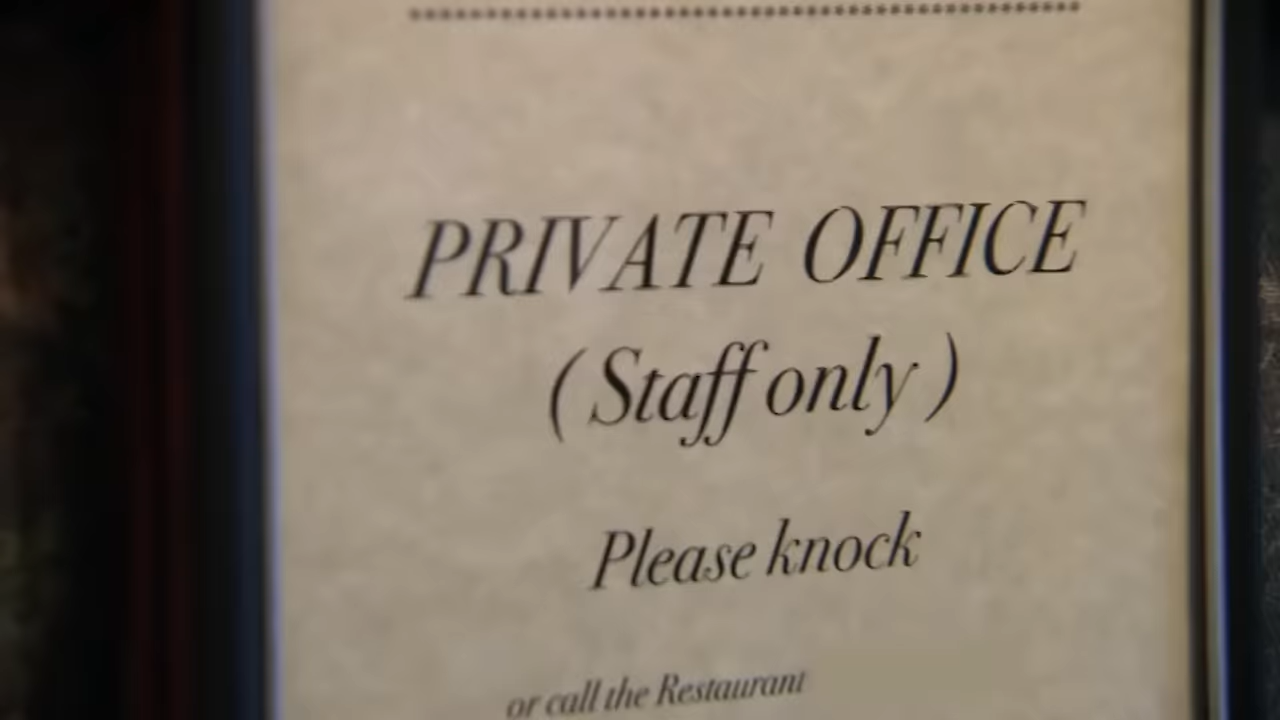 PRIVATE OFFICE
( Staff only )
Please knock
or call the Restaurant